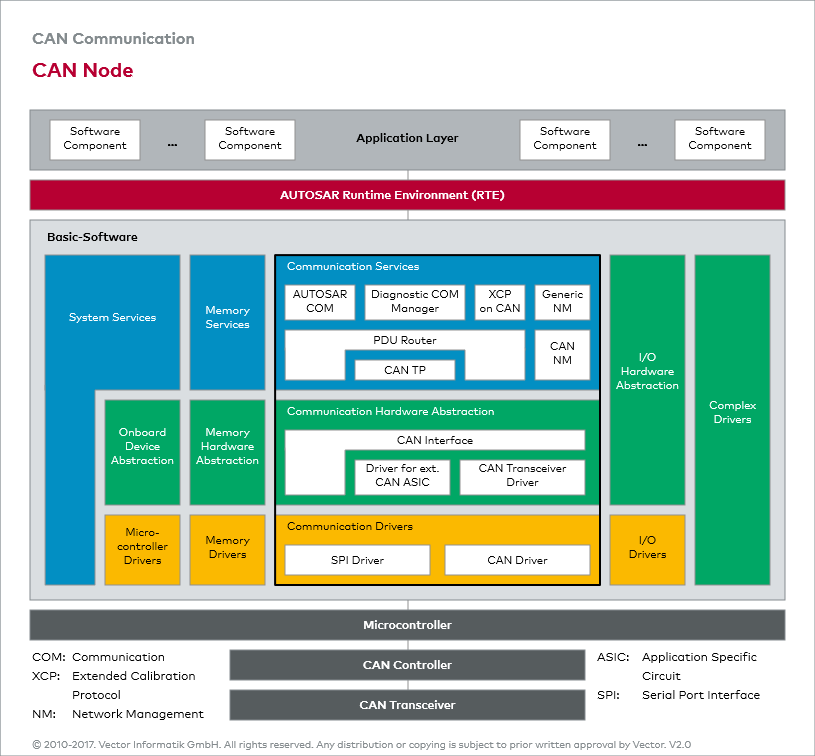 CAN Communication
CAN Node
Software
Component
...
Software
Component
Application Layer
Software
Component
...
Software
Component
AUTOSAR Runtime Environment (RTE)
Basic-Software
System Services
Memory
Services
Communication Services
AUTOSAR
COM
Diagnostic COM
Manager
XCP
on CAN
Generic
NM
PDU Router
CAN TP
CAN
NM
I/O
Hardware
Abstraction
Complex
Drivers
Onboard
Device
Abstraction
Memory
Hardware
Abstraction
Communication Hardware Abstraction
CAN Interface
Driver for ext.
CAN ASIC
CAN Transceiver
Driver
Micro-
controller
Drivers
Memory
Drivers
Communication Drivers
SPI Driver
CAN Driver
I/O
Drivers
Microcontroller
CAN Controller
CAN Transceiver
COM: Communication
XCP: Extended Calibration
Protocol
NM: Network Management
ASIC: Application Specific
Circuit
SPI: Serial Port Interface
© 2010-2017. Vector Informatik GmbH. All rights reserved. Any distribution or copying is subject to prior written approval by Vector. V2.0